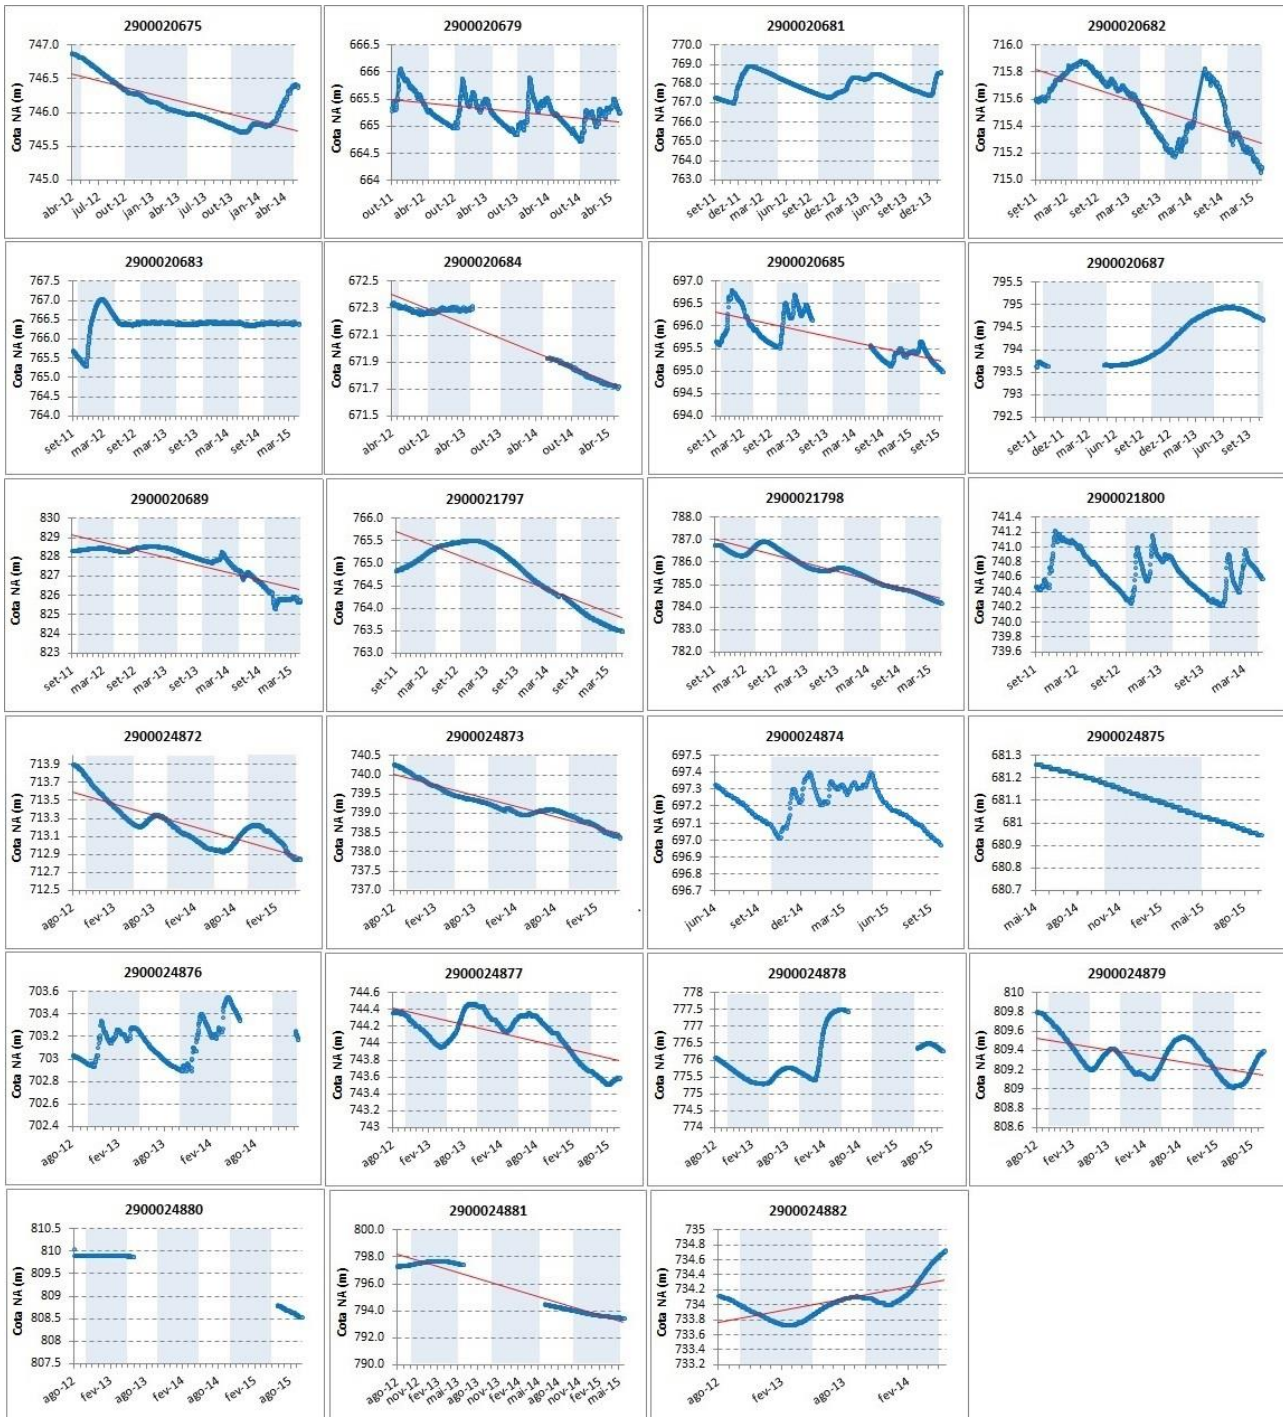 2900020675
Cota NA (m)
747.0
746.5
746.0
745.5
745.0
abr-12
jul-12
out-12
jan-13
abr-13
jul-13
out-13
jan-14
abr-14
2900020679
Cota NA (m)
666.5
666
665.5
665
664.5
664
out-11
abr-12
out-12
abr-13
out-13
abr-14
out-14
abr-15
2900020681
Cota NA (m)
770.0
769.0
768.0
767.0
766.0
765.0
764.0
763.0
set-11
dez-11
mar-12
jun-12
set-12
dez-12
mar-13
jun-13
set-13
dez-13
2900020682
Cota NA (m)
716.0
715.8
715.6
715.4
715.2
715.0
set-11
mar-12
set-12
mar-13
set-13
mar-14
set-14
mar-15
2900020683
Cota NA (m)
767.5
767.0
766.5
765.5
765.0
764.5
764.0
set-11
mar-12
set-12
mar-13
set-13
mar-14
set-14
mar-15
2900020684
Cota NA (m)
672.5
672.3
672.1
671.9
671.7
671.5
abr-12
out-12
abr-13
out-13
abr-14
out-14
abr-15
2900020685
Cota NA (m)
697.0
696.5
696.0
695.5
695.0
694.5
694.0
set-11
mar-12
set-12
mar-13
set-13
mar-14
set-14
mar-15
set-15
2900020687
Cota NA (m)
795.5
795
794.5
794
793.5
793
792.5
set-11
dez-11
mar-12
jun-12
set-12
dez-12
mar-13
jun-13
set-13
2900020689
Cota NA (m)
830
829
828
827
626
825
824
823
set-11
mar-12
set-12
mar-13
set-13
mar-14
set-14
mar-15
2900021797
Cota NA (m)
766.0
765.5
765.0
764.5
764.0
763.5
763.0
set-11
mar-12
set-12
mar-13
set-13
mar-14
set-14
mar-15
2900021798
Cota NA (m)
788.0
787.0
786.0
785.0
784.0
783.0
782.0
set-11
mar-12
set-12
mar-13
set-13
mar-14
set-14
mar-15
2900021800
Cota NA (m)
741.4
741.2
741.0
740.8
740.6
740.4
740.2
740.0
739.8
739.6
set-11
mar-12
set-12
mar-13
set-13
mar-14
2900024872
Cota NA (m)
713.9
713.7
713.5
713.3
713.1
712.9
712.7
712.5
ago-12
fev-13
ago-13
fev-14
ago-14
fev-15
2900024873
Cota NA (m)
740.5
740.0
739.5
739.0
738.5
738.0
737.5
737.0
ago-12
fev-13
ago-13
fev-14
ago-14
fev-15
2900024874
Cota NA (m)
697.5
697.4
697.3
697.2
697.1
697.0
696.9
696.8
696.7
jun-14
set-14
dez-14
mar-15
jun-15
set-15
2900024875
Cota NA (m)
681.3
681.2
681.1
681
680.9
680.8
680.7
mai-14
ago-14
nov-14
fev-15
mai-15
ago-15
2900024876
Cota NA (m)
703.6
703.4
703.2
703
702.8
702.6
702.4
ago-12
fev-13
ago-13
fev-14
ago-14
2900024877
Cota NA (m)
744.6
744.4
744.2
744
743.8
743.6
743.4
743.2
743
ago-12
fev-13
ago-13
fev-14
ago-14
fev-15
ago-15
2900024878
Cota NA (m)
778
777.5
777
776.5
776
775.5
775
774.5
774
ago-12
fev-13
ago-13
fev-14
ago-14
fev-15
ago-15
2900024879
Cota NA (m)
810
809.8
809.6
809.4
809.2
809
808.8
808.6
ago-12
fev-13
ago-13
fev-14
ago-14
fev-15
ago-15
2900024880
Cota NA (m)
810.5
810
809.5
809
808.5
808
807.5
ago-12
fev-13
ago-13
fev-14
ago-14
fev-15
ago-15
2900024881
Cota NA (m)
800.0
798.0
796.0
794.0
792.0
790.0
ago-12
nov-12
fev-13
mai-13
ago-13
nov-13
fev-14
mai-14
ago-14
nov-14
fev-15
mai-15
2900024882
Cota NA (m)
735
734.8
734.6
734.4
734.2
734
733.8
733.6
733.4
733.2
ago-12
fev-13
ago-13
fev-14